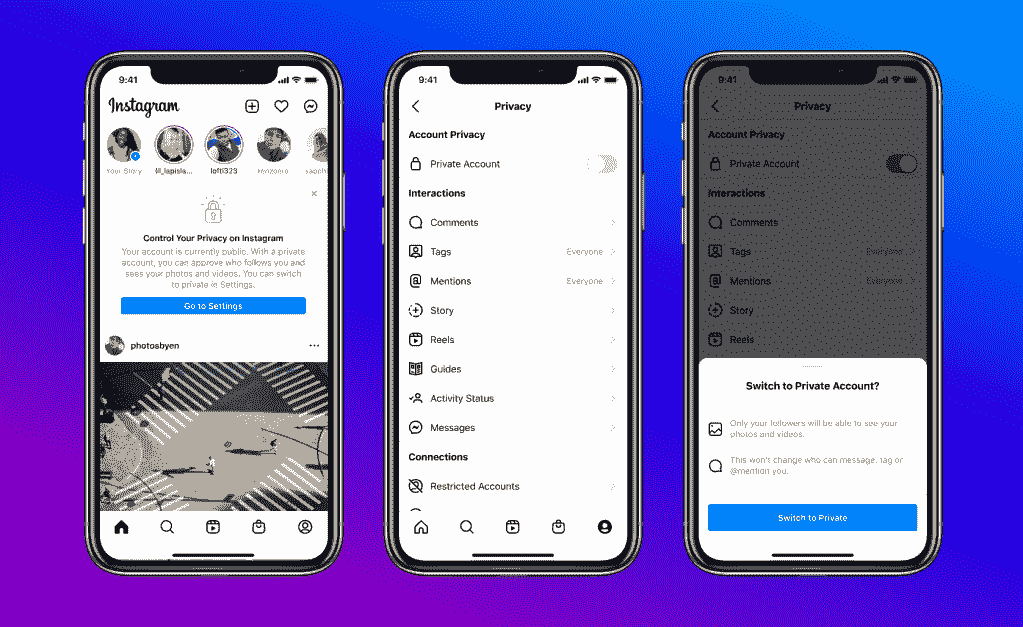 9:41
Instagram
Your Story
lil_lapisla...
lofti323
kenzoere
Control Your Privacy on Instagram
Your account is currently public. With a private
account, you can approve who follows you and
sees your photos and videos. You can switch
to private in Settings.
Go to Settings
photosbyen
9:41
Privacy
Account Privacy
Private Account
Interactions
Comments
Tags Everyone
Mentions Everyone
Story
Reels
Guides
Activity Status
Messages
Connections
Restricted Accounts
9:41
Privacy
Account Privacy
Private Account
Interactions
Comments
Tags Everyone
Mentions Everyone
Story
Reels
Switch to Private Account?
Only your followers will be able to see your
photos and videos.
This won't change who can message, tag or
@mention you.
Switch to Private